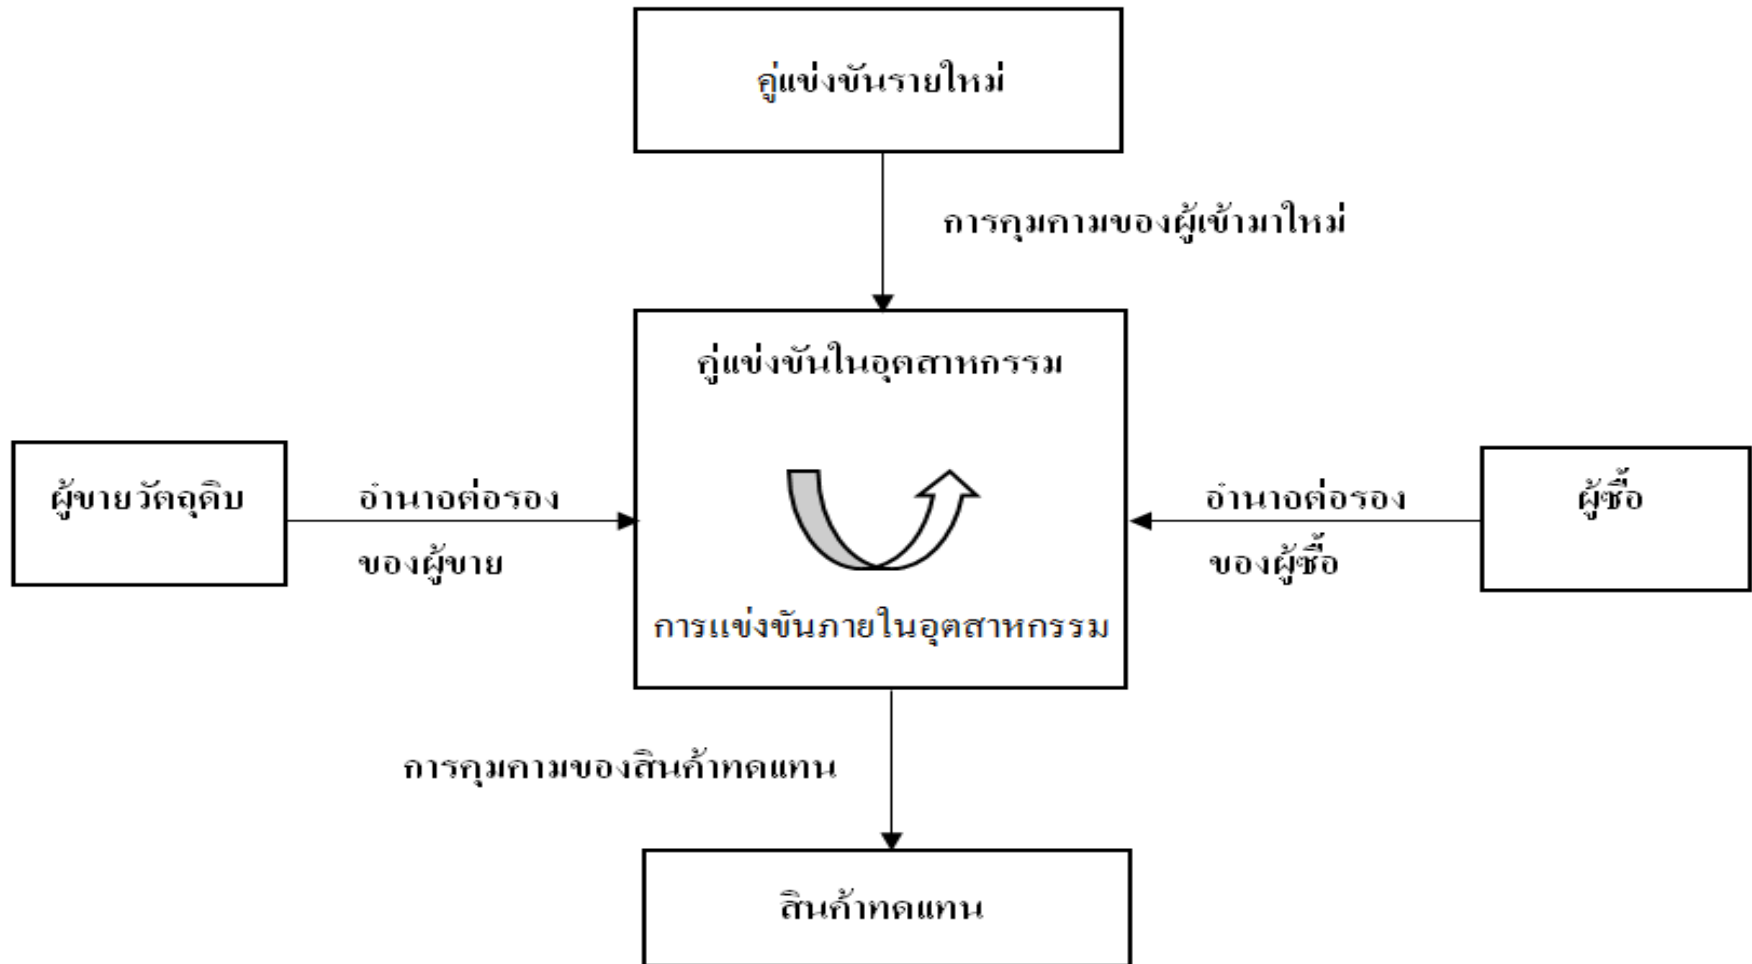 คู่แข่งขันรายใหม่
การคุมคามของผู้เข้ามาใหม่
คู่แข่งขันในอุตสาหกรรม
ผู้ขายวัตถุดิบ
อำนาจต่อรอง
ของผู้ขาย
อำนาจต่อรอง
ของผู้ซื้อ
ผู้ซื้อ
การแข่งขันภายในอุตสาหกรรม
การคุมคามของสินค้าทดแทน
สินค้าทดแทน